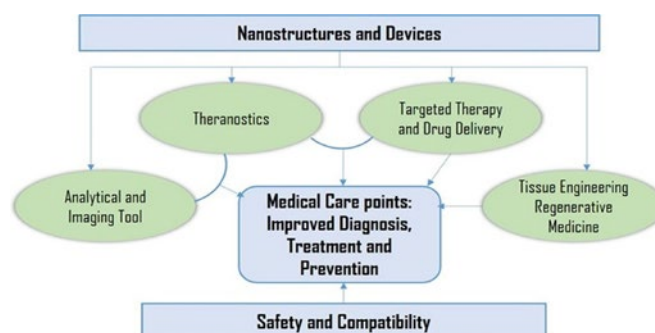 Nanostructures and Devices
Theranostics
Targeted Therapy
and Drug Delivery
Analytical and
Imaging Tool
Medical Care points:
Improved Diagnosis,
Treatment and
Prevention
Tissue Engineering
Regenerative
Medicine
Safety and Compatibility